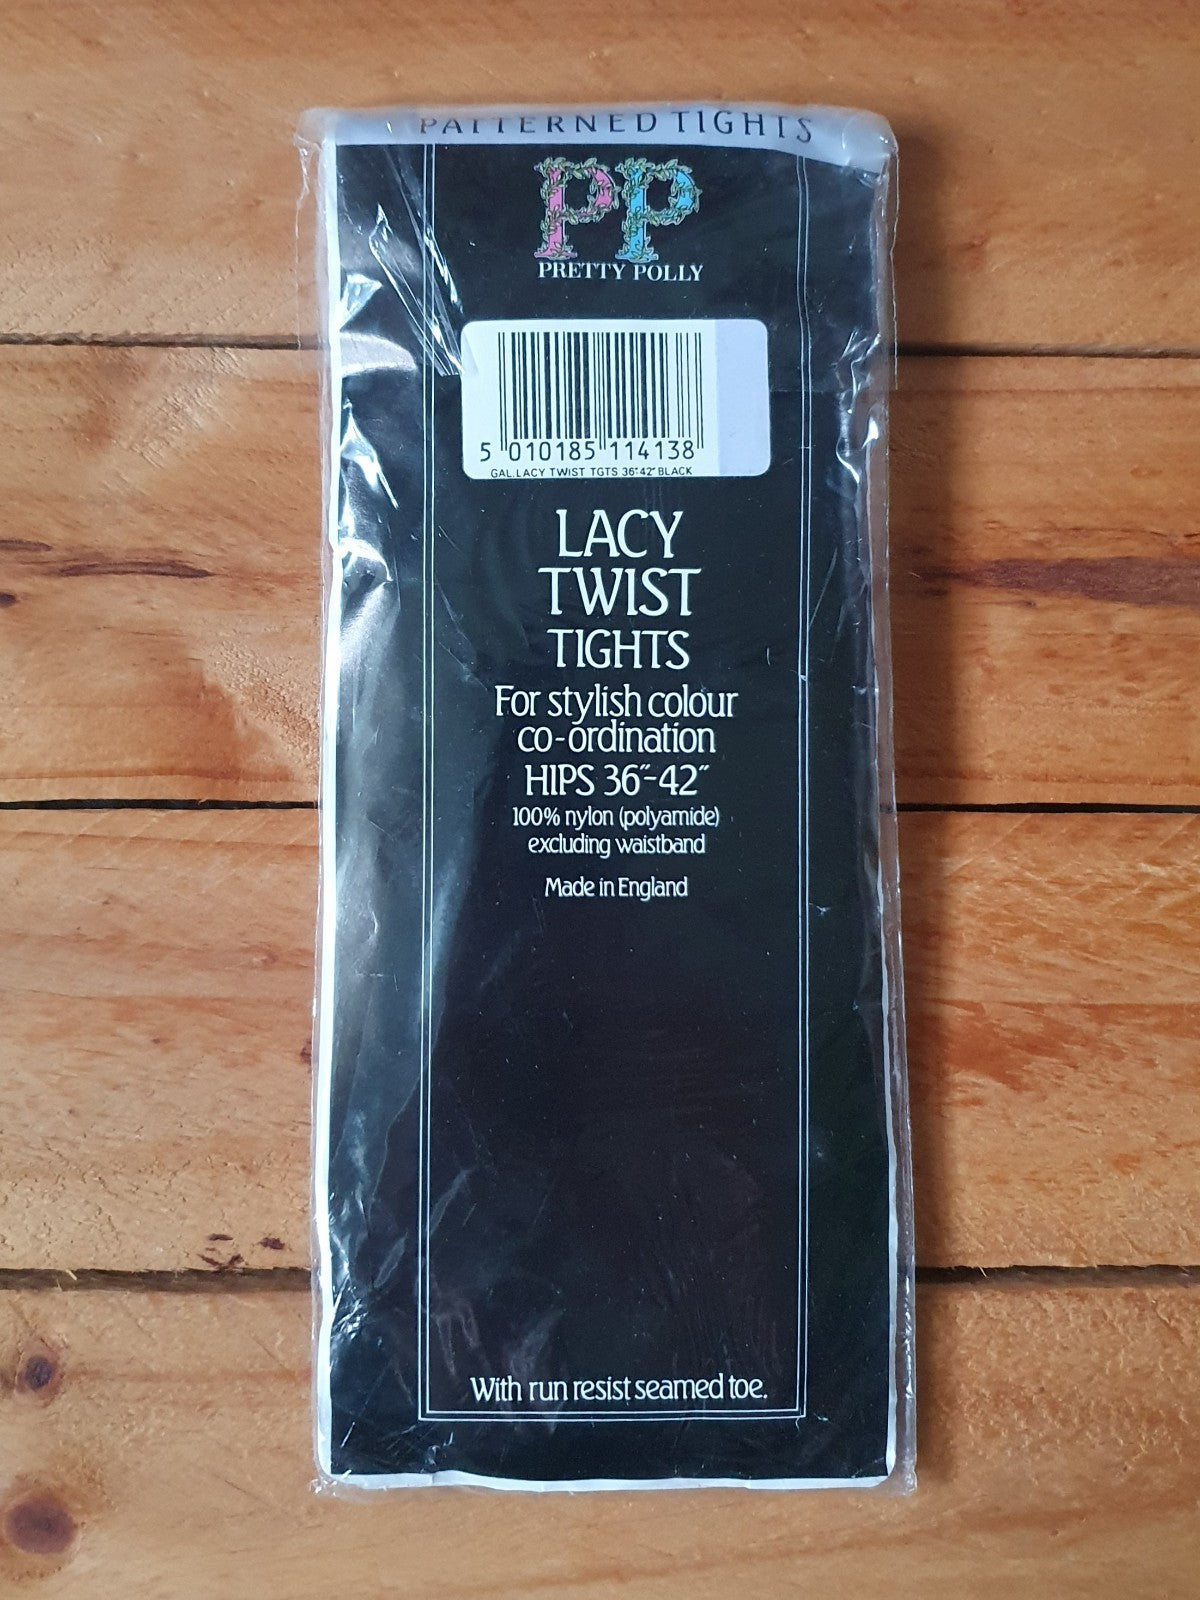 PATTERNED TIGHTS
PP
PRETTY POLLY
5 010185 114138
GAL.LACY TWIST TGTS 36"-42" BLACK
LACY
TWIST
TIGHTS
For stylish colour
co-ordination
HIPS 36"-42"
100% nylon (polyamide)
excluding waistband
Made in England
With run resist seamed toe.